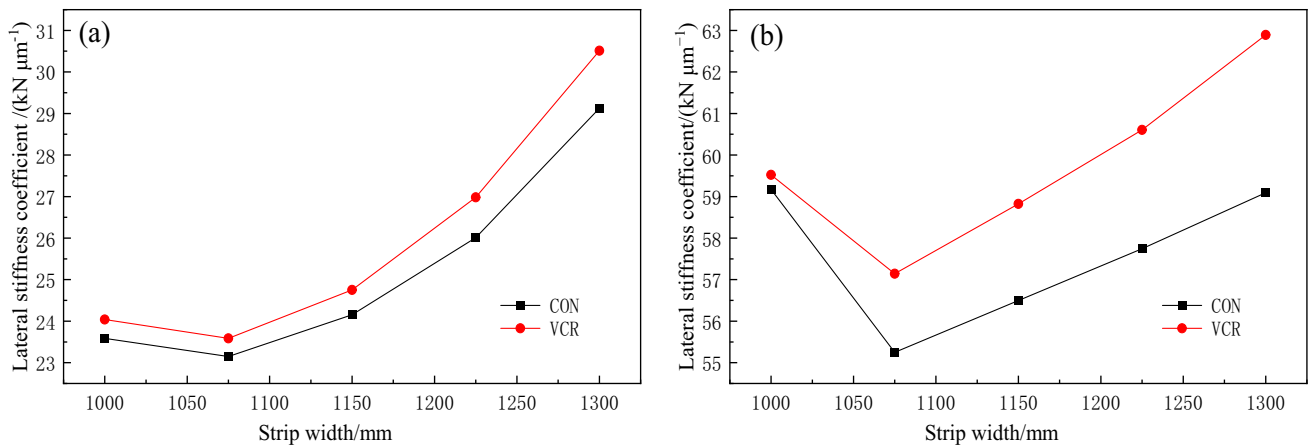 (a)
Lateral stiffness coefficient /(kN μm⁻¹)
31
30
29
28
27
26
25
24
23
CON
VCR
1000 1050 1100 1150 1200 1250 1300
Strip width/mm
(b)
Lateral stiffness coefficient/(kN μm⁻¹)
63
62
61
60
59
58
57
56
55
CON
VCR
1000 1050 1100 1150 1200 1250 1300
Strip width/mm